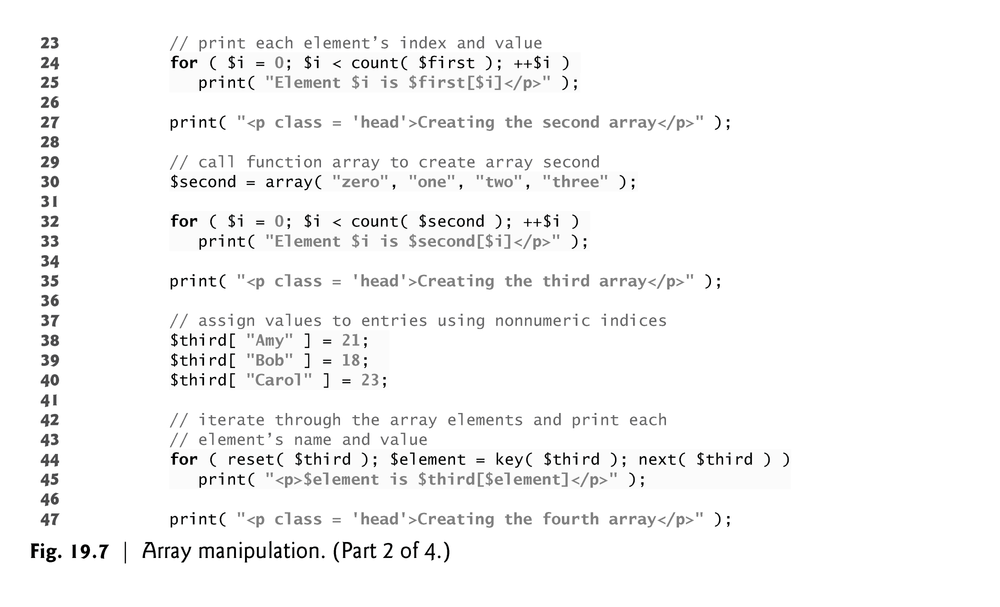 23 // print each element’s index and value
24 for ( $i = 0; $i < count( $first ); ++$i )
25    print( "Element $i is $first[$i]</p>" );
26
27 print( "<p class = 'head'>Creating the second array</p>" );
28
29 // call function array to create array second
30 $second = array( "zero", "one", "two", "three" );
31
32 for ( $i = 0; $i < count( $second ); ++$i )
33    print( "Element $i is $second[$i]</p>" );
34
35 print( "<p class = 'head'>Creating the third array</p>" );
36
37 // assign values to entries using nonnumeric indices
38 $third[ "Amy" ] = 21;
39 $third[ "Bob" ] = 18;
40 $third[ "Carol" ] = 23;
41
42 // iterate through the array elements and print each
43 // element’s name and value
44 for ( reset( $third ); $element = key( $third ); next( $third ) )
45    print( "<p>$element is $third[$element]</p>" );
46
47 print( "<p class = 'head'>Creating the fourth array</p>" );
Fig. 19.7 | Array manipulation. (Part 2 of 4.)